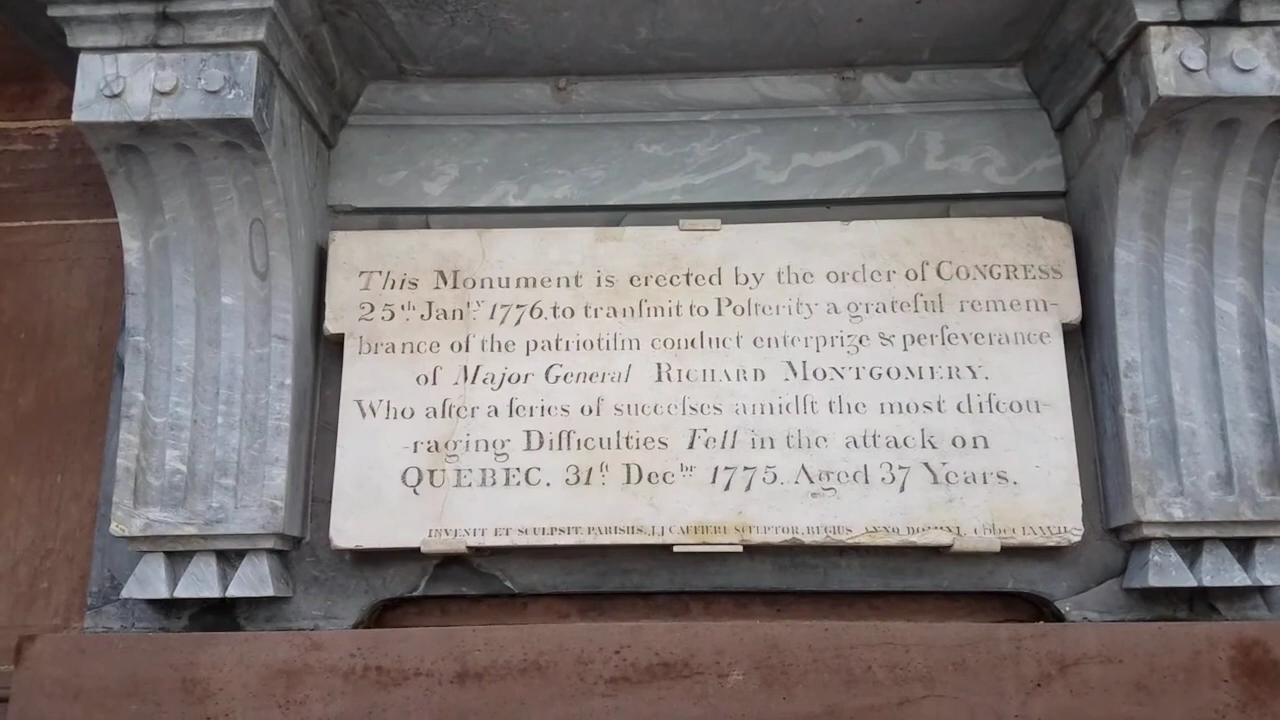 This Monument is erected by the order of CONGRESS
25th Janry 1776. to tranſmit to Poſterity a grateful remem-
brance of the patriotiſm conduct enterprize & perſeverance
of Major General RICHARD MONTGOMERY.
Who after a ſeries of succeſses amidſt the most diſcou-
-raging Difficulties Fell in the attack on
QUEBEC. 31ſt Decbr 1775. Aged 37 Years.
INVENIT ET SCULPSIT. PARISIIS, J.J CAFFIERI SCULPTOR, REGIUS ANNO DOMINI